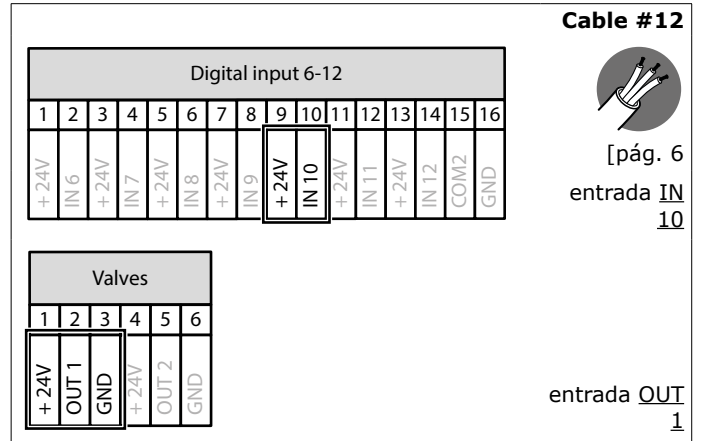 Cable #12
Digital input 6-12
1 2 3 4 5 6 7 8 9 10 11 12 13 14 15 16
+ 24V IN 6 + 24V IN 7 + 24V IN 8 + 24V IN 9 + 24V IN 10 + 24V IN 11 + 24V IN 12 COM2 GND
[pág. 6
entrada IN
10
Valves
1 2 3 4 5 6
+ 24V OUT 1 GND + 24V OUT 2 GND
entrada OUT
1